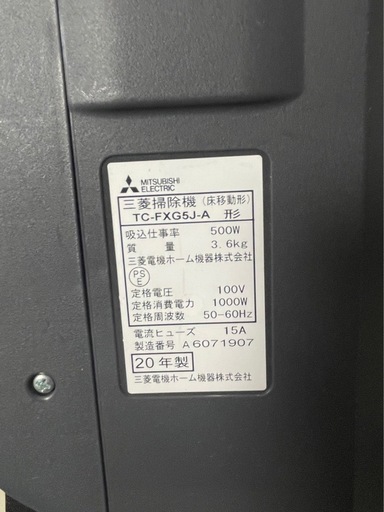 MITSUBISHI
ELECTRIC
三菱掃除機(床移動形)
TC-FXG5J-A 形
吸込仕事率 500W
質量 3.6kg
三菱電機ホーム機器株式会社
PS
E
定格電圧 100V
定格消費電力 1000W
定格周波数 50-60Hz
電流ヒューズ 15A
製造番号 A6071907
20年製
三菱電機ホーム機器株式会社